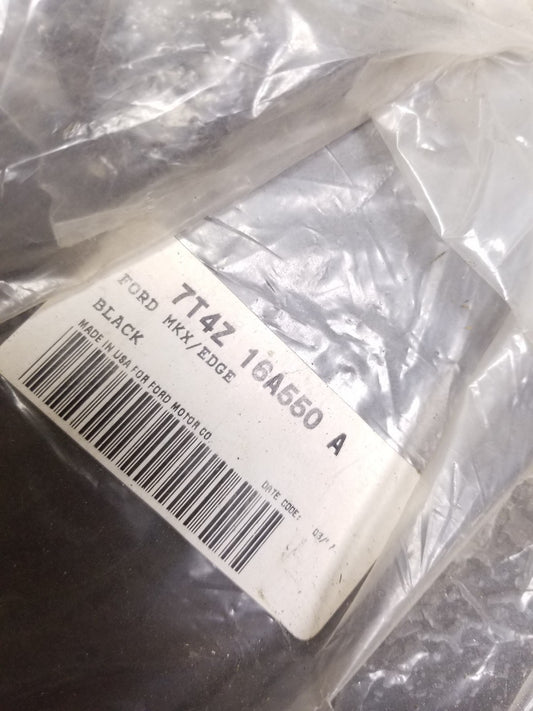 7T4Z 16A550 A
FORD MKX/EDGE
BLACK
MADE IN USA FOR FORD MOTOR CO
DATE CODE: